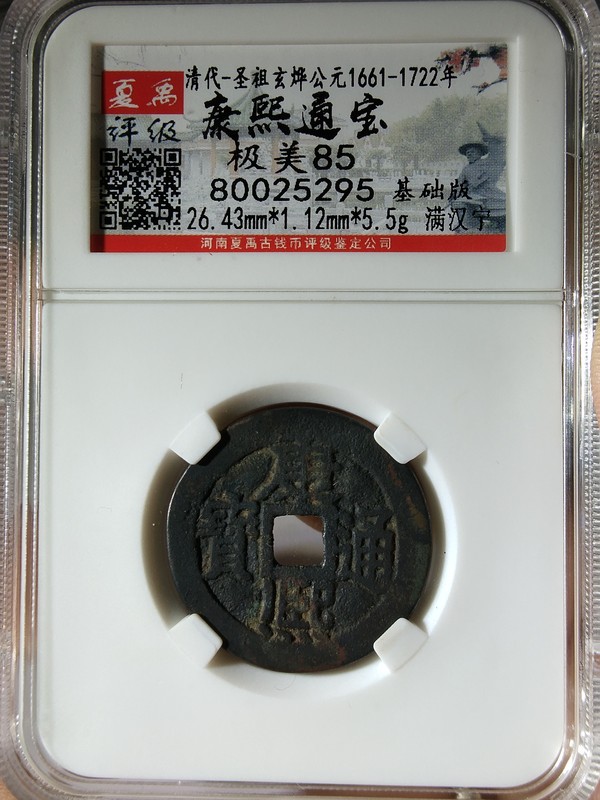 夏禹
评级
清代-圣祖玄烨公元1661-1722年
康熙通宝
极美85
80025295 基础版
26.43mm*1.12mm*5.5g 满汉宁
河南夏禹古钱币评级鉴定公司
康熙通寶